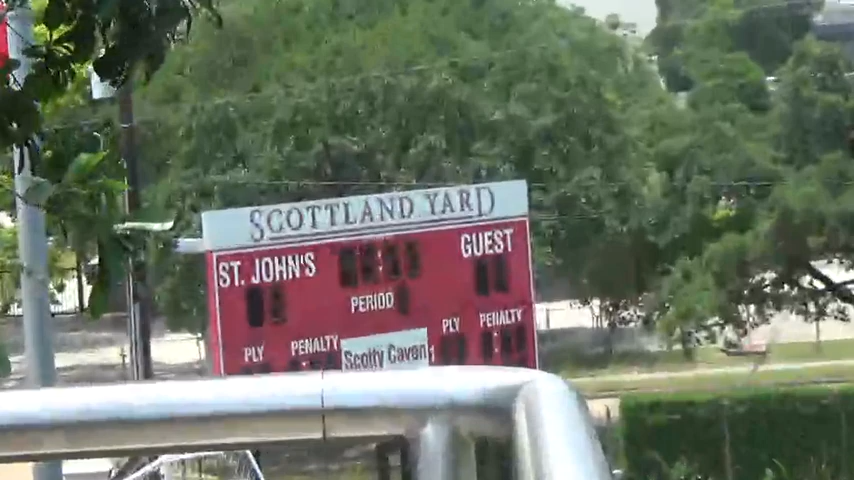 SCOTTLAND YARD
ST. JOHN'S
GUEST
PERIOD
PLY PENALTY
PLY PENALTY
Scotty Caven